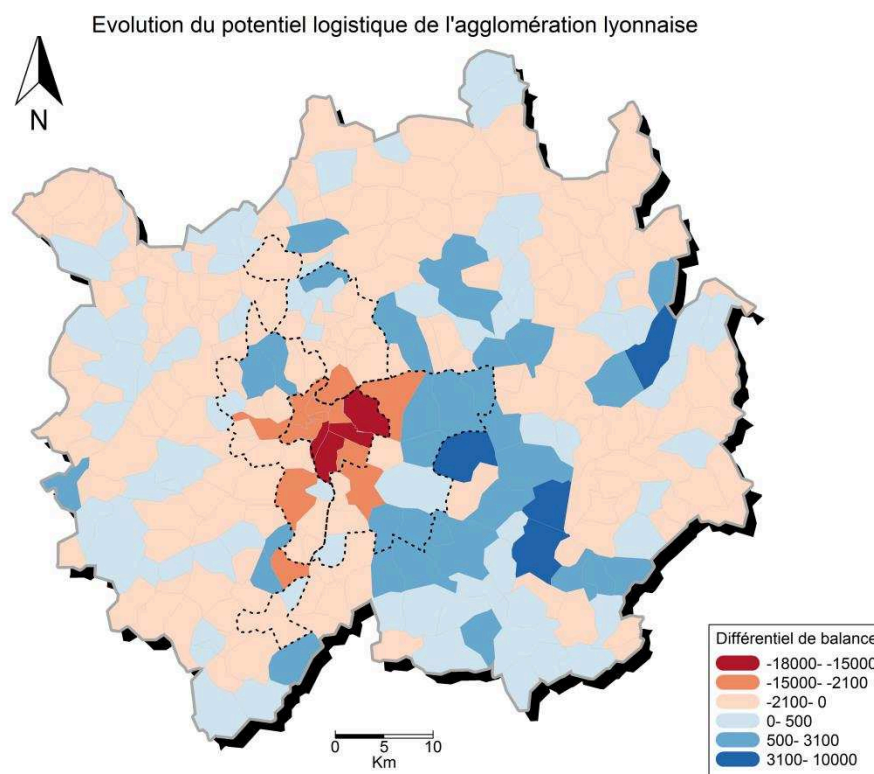 Evolution du potentiel logistique de l'agglomération lyonnaise
N
0 5 10
Km
Différentiel de balance
-18000- -15000
-15000- -2100
-2100- 0
0- 500
500- 3100
3100- 10000